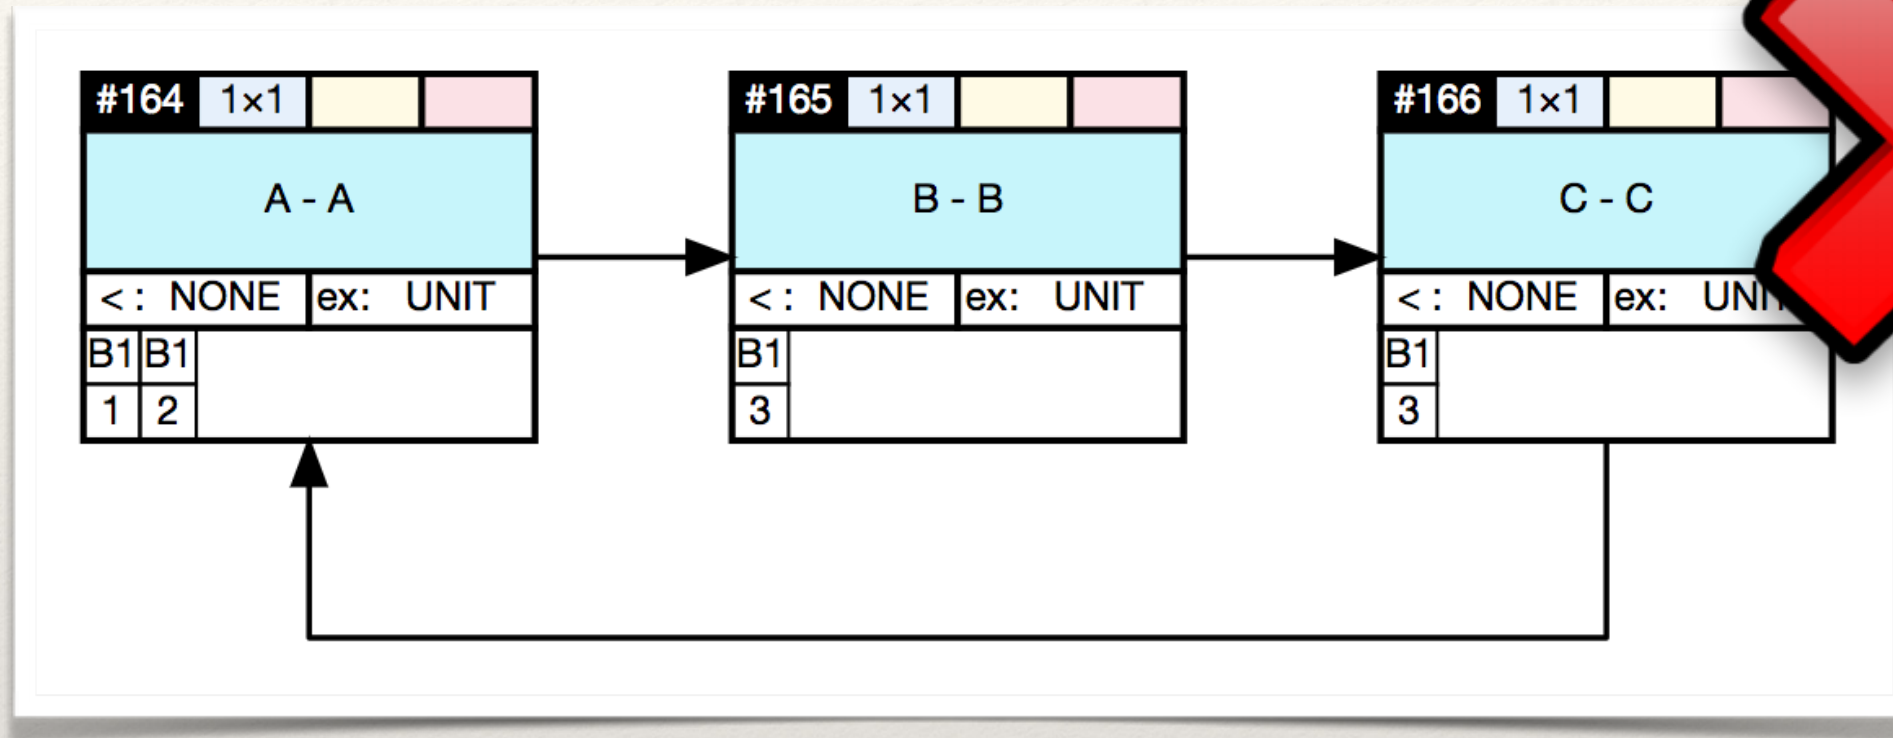 #164 1×1
A - A
< : NONE ex: UNIT
B1 B1
1 2
#165 1×1
B - B
< : NONE ex: UNIT
B1
3
#166 1×1
C - C
< : NONE ex:
B1
3